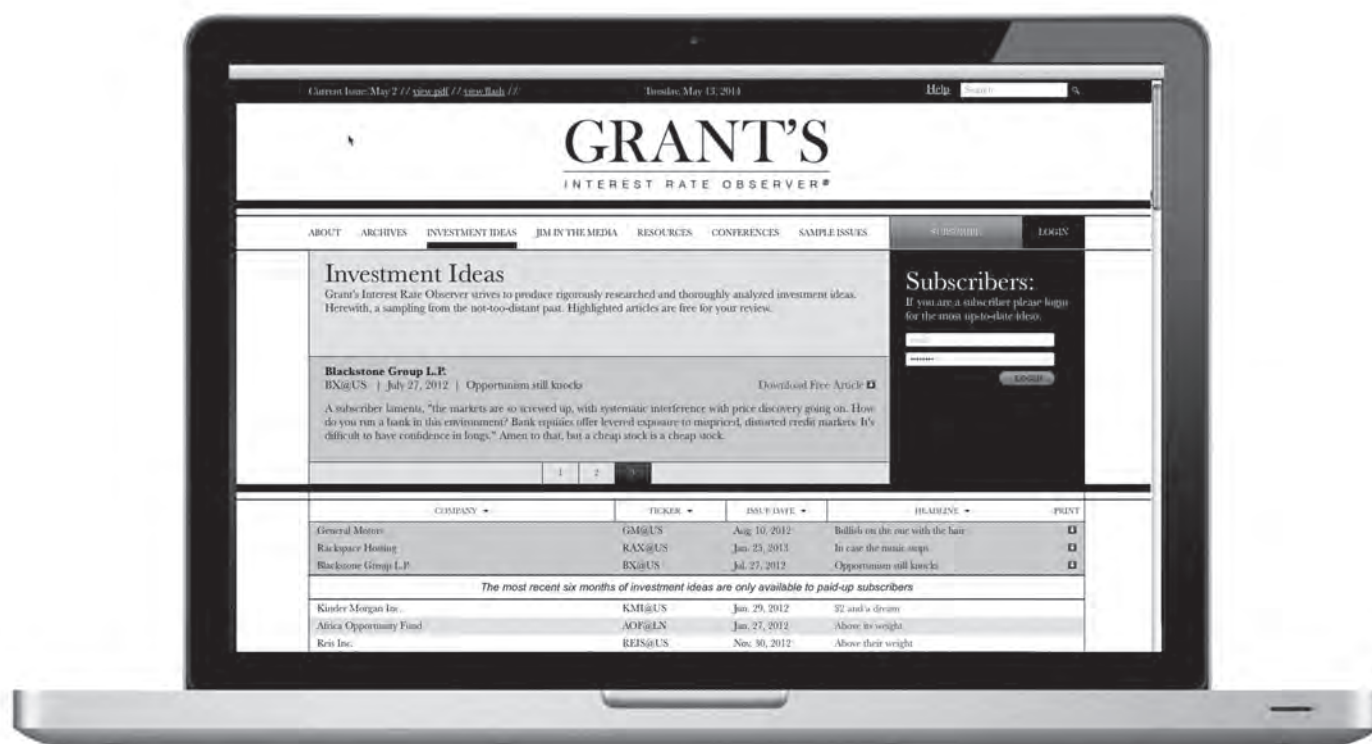 Current Issue: May 2 // view pdf // view flash //
Tuesday, May 13, 2014
Help
Search
GRANT'S
INTEREST RATE OBSERVER®
ABOUT ARCHIVES INVESTMENT IDEAS JIM IN THE MEDIA RESOURCES CONFERENCES SAMPLE ISSUES SUBSCRIBE LOGIN
Investment Ideas
Grant's Interest Rate Observer strives to produce rigorously researched and thoroughly analyzed investment ideas.
Herewith, a sampling from the not-too-distant past. Highlighted articles are free for your review.
Subscribers:
If you are a subscriber please login
for the most up-to-date ideas.
LOGIN
Blackstone Group L.P.
BX@US | July 27, 2012 | Opportunism still knocks Download Free Article
A subscriber laments, "the markets are so screwed up, with systematic interference with price discovery going on. How
do you run a bank in this environment? Bank equities offer levered exposure to mispriced, distorted credit markets. It's
difficult to have confidence in longs." Amen to that, but a cheap stock is a cheap stock.
1 2 3
COMPANY TICKER ISSUE DATE HEADLINE PRINT
General Motors GM@US Aug. 10, 2012 Bullish on the one with the hair
Rackspace Hosting RAX@US Jan. 25, 2013 In case the music stops
Blackstone Group L.P. BX@US Jul. 27, 2012 Opportunism still knocks
The most recent six months of investment ideas are only available to paid-up subscribers
Kinder Morgan Inc. KMI@US Jun. 29, 2012 $2 and a dream
Africa Opportunity Fund AOF@LN Jan. 27, 2012 Above its weight
Reis Inc. REIS@US Nov. 30, 2012 Above their weight